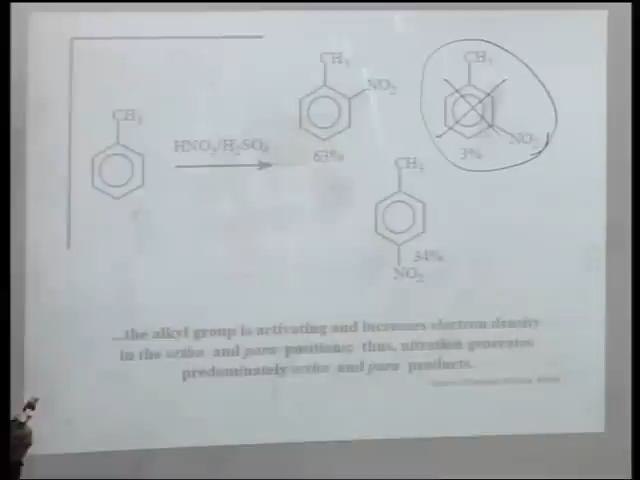 CH₃
NO₂
63%
CH₃
NO₂
3%
CH₃
HNO₃/H₂SO₄
CH₃
34%
NO₂
...the alkyl group is activating and increases electron density
in the ortho and para positions; thus, nitration generates
predominately ortho and para products.